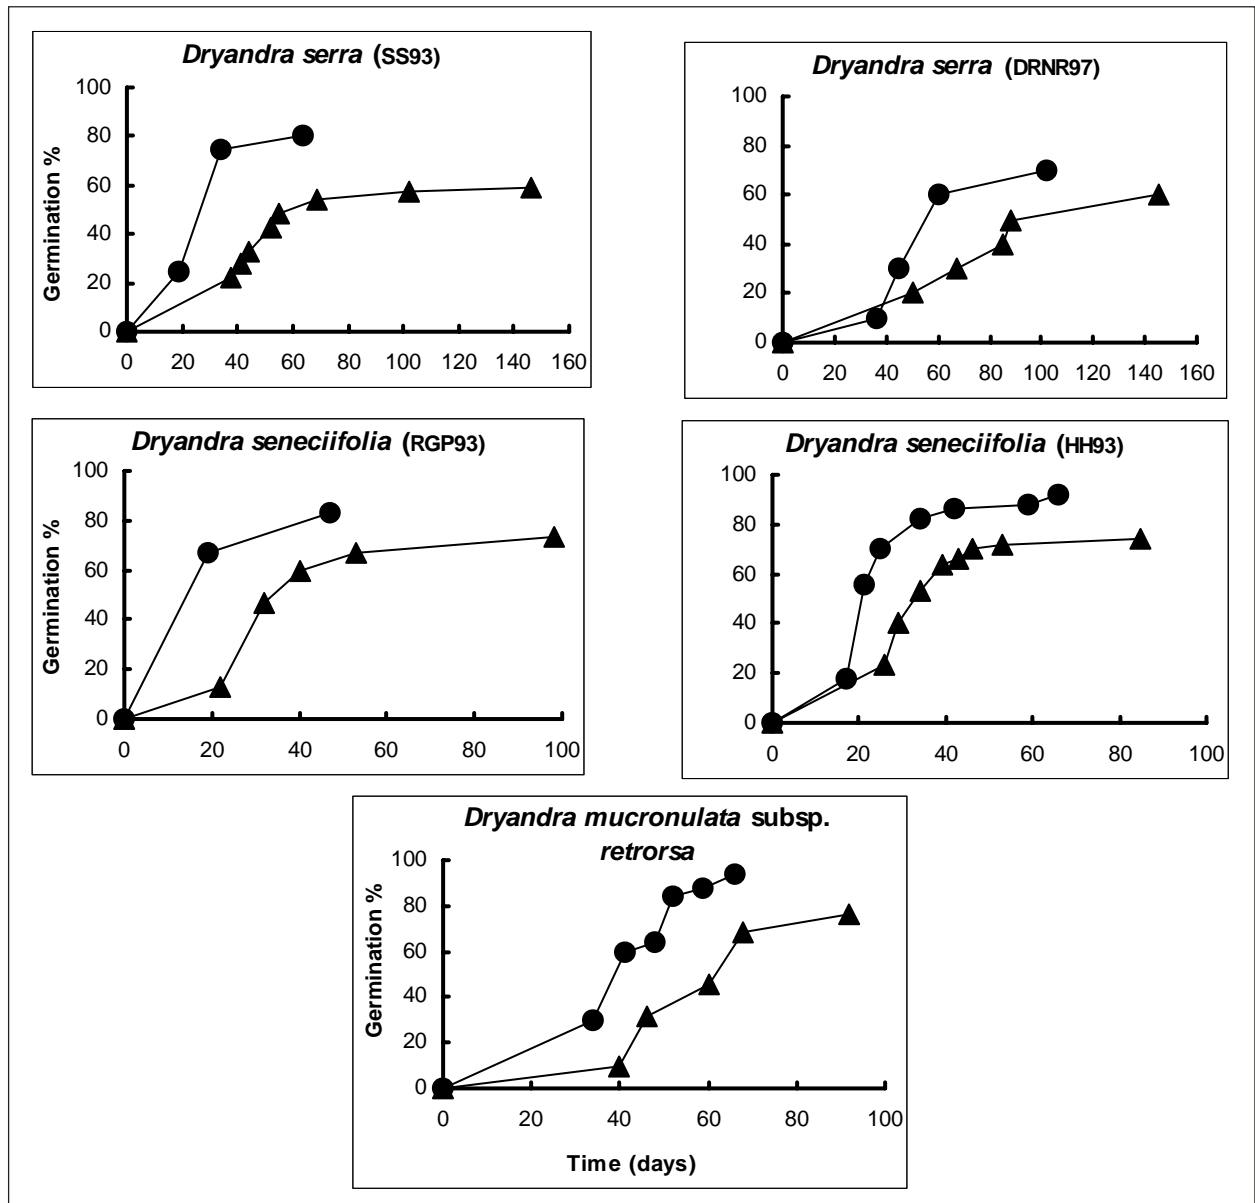 Dryandra serra (SS93)
100
80
60
40
20
0
Germination %
0 20 40 60 80 100 120 140 160
Dryandra serra (DRNR97)
100
80
60
40
20
0
0 20 40 60 80 100 120 140 160
Dryandra seneciifolia (RGP93)
100
80
60
40
20
0
Germination %
0 20 40 60 80 100
Dryandra seneciifolia (HH93)
100
80
60
40
20
0
0 20 40 60 80 100
Dryandra mucronulata subsp.
retrorsa
100
80
60
40
20
0
Germination %
0 20 40 60 80 100
Time (days)